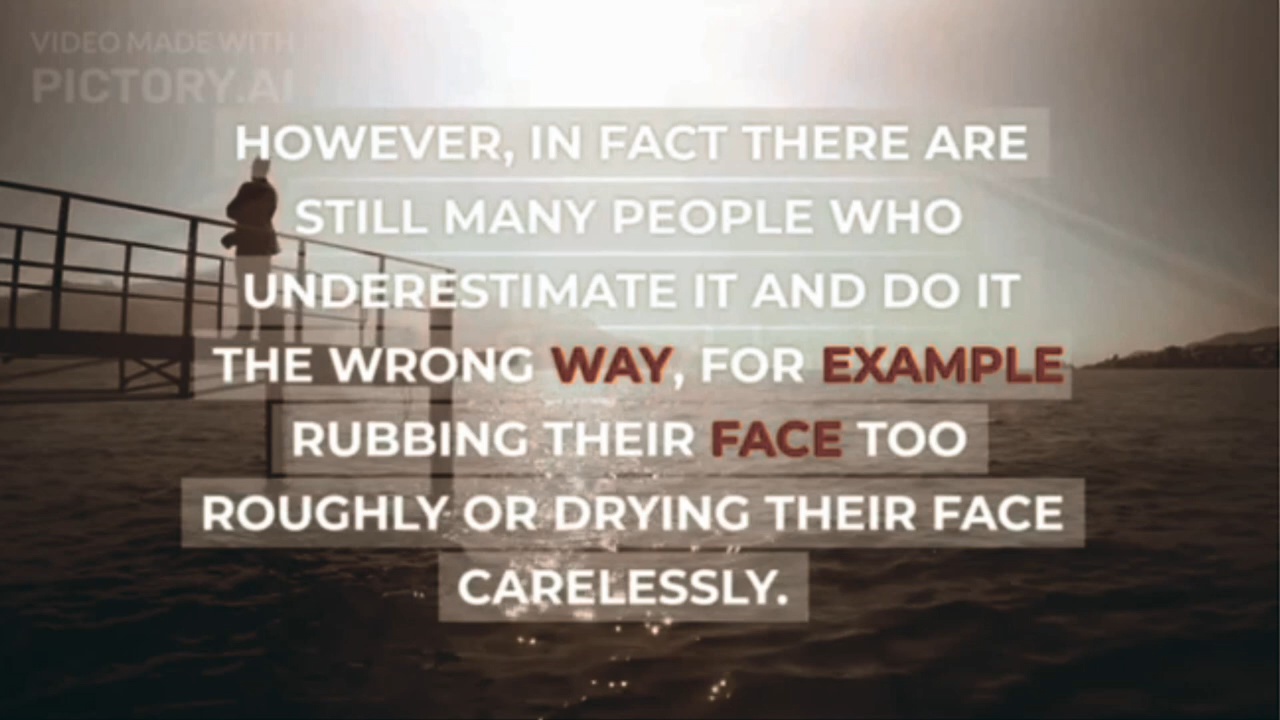 VIDEO MADE WITH
PICTORY.AI
HOWEVER, IN FACT THERE ARE
STILL MANY PEOPLE WHO
UNDERESTIMATE IT AND DO IT
THE WRONG WAY, FOR EXAMPLE
RUBBING THEIR FACE TOO
ROUGHLY OR DRYING THEIR FACE
CARELESSLY.